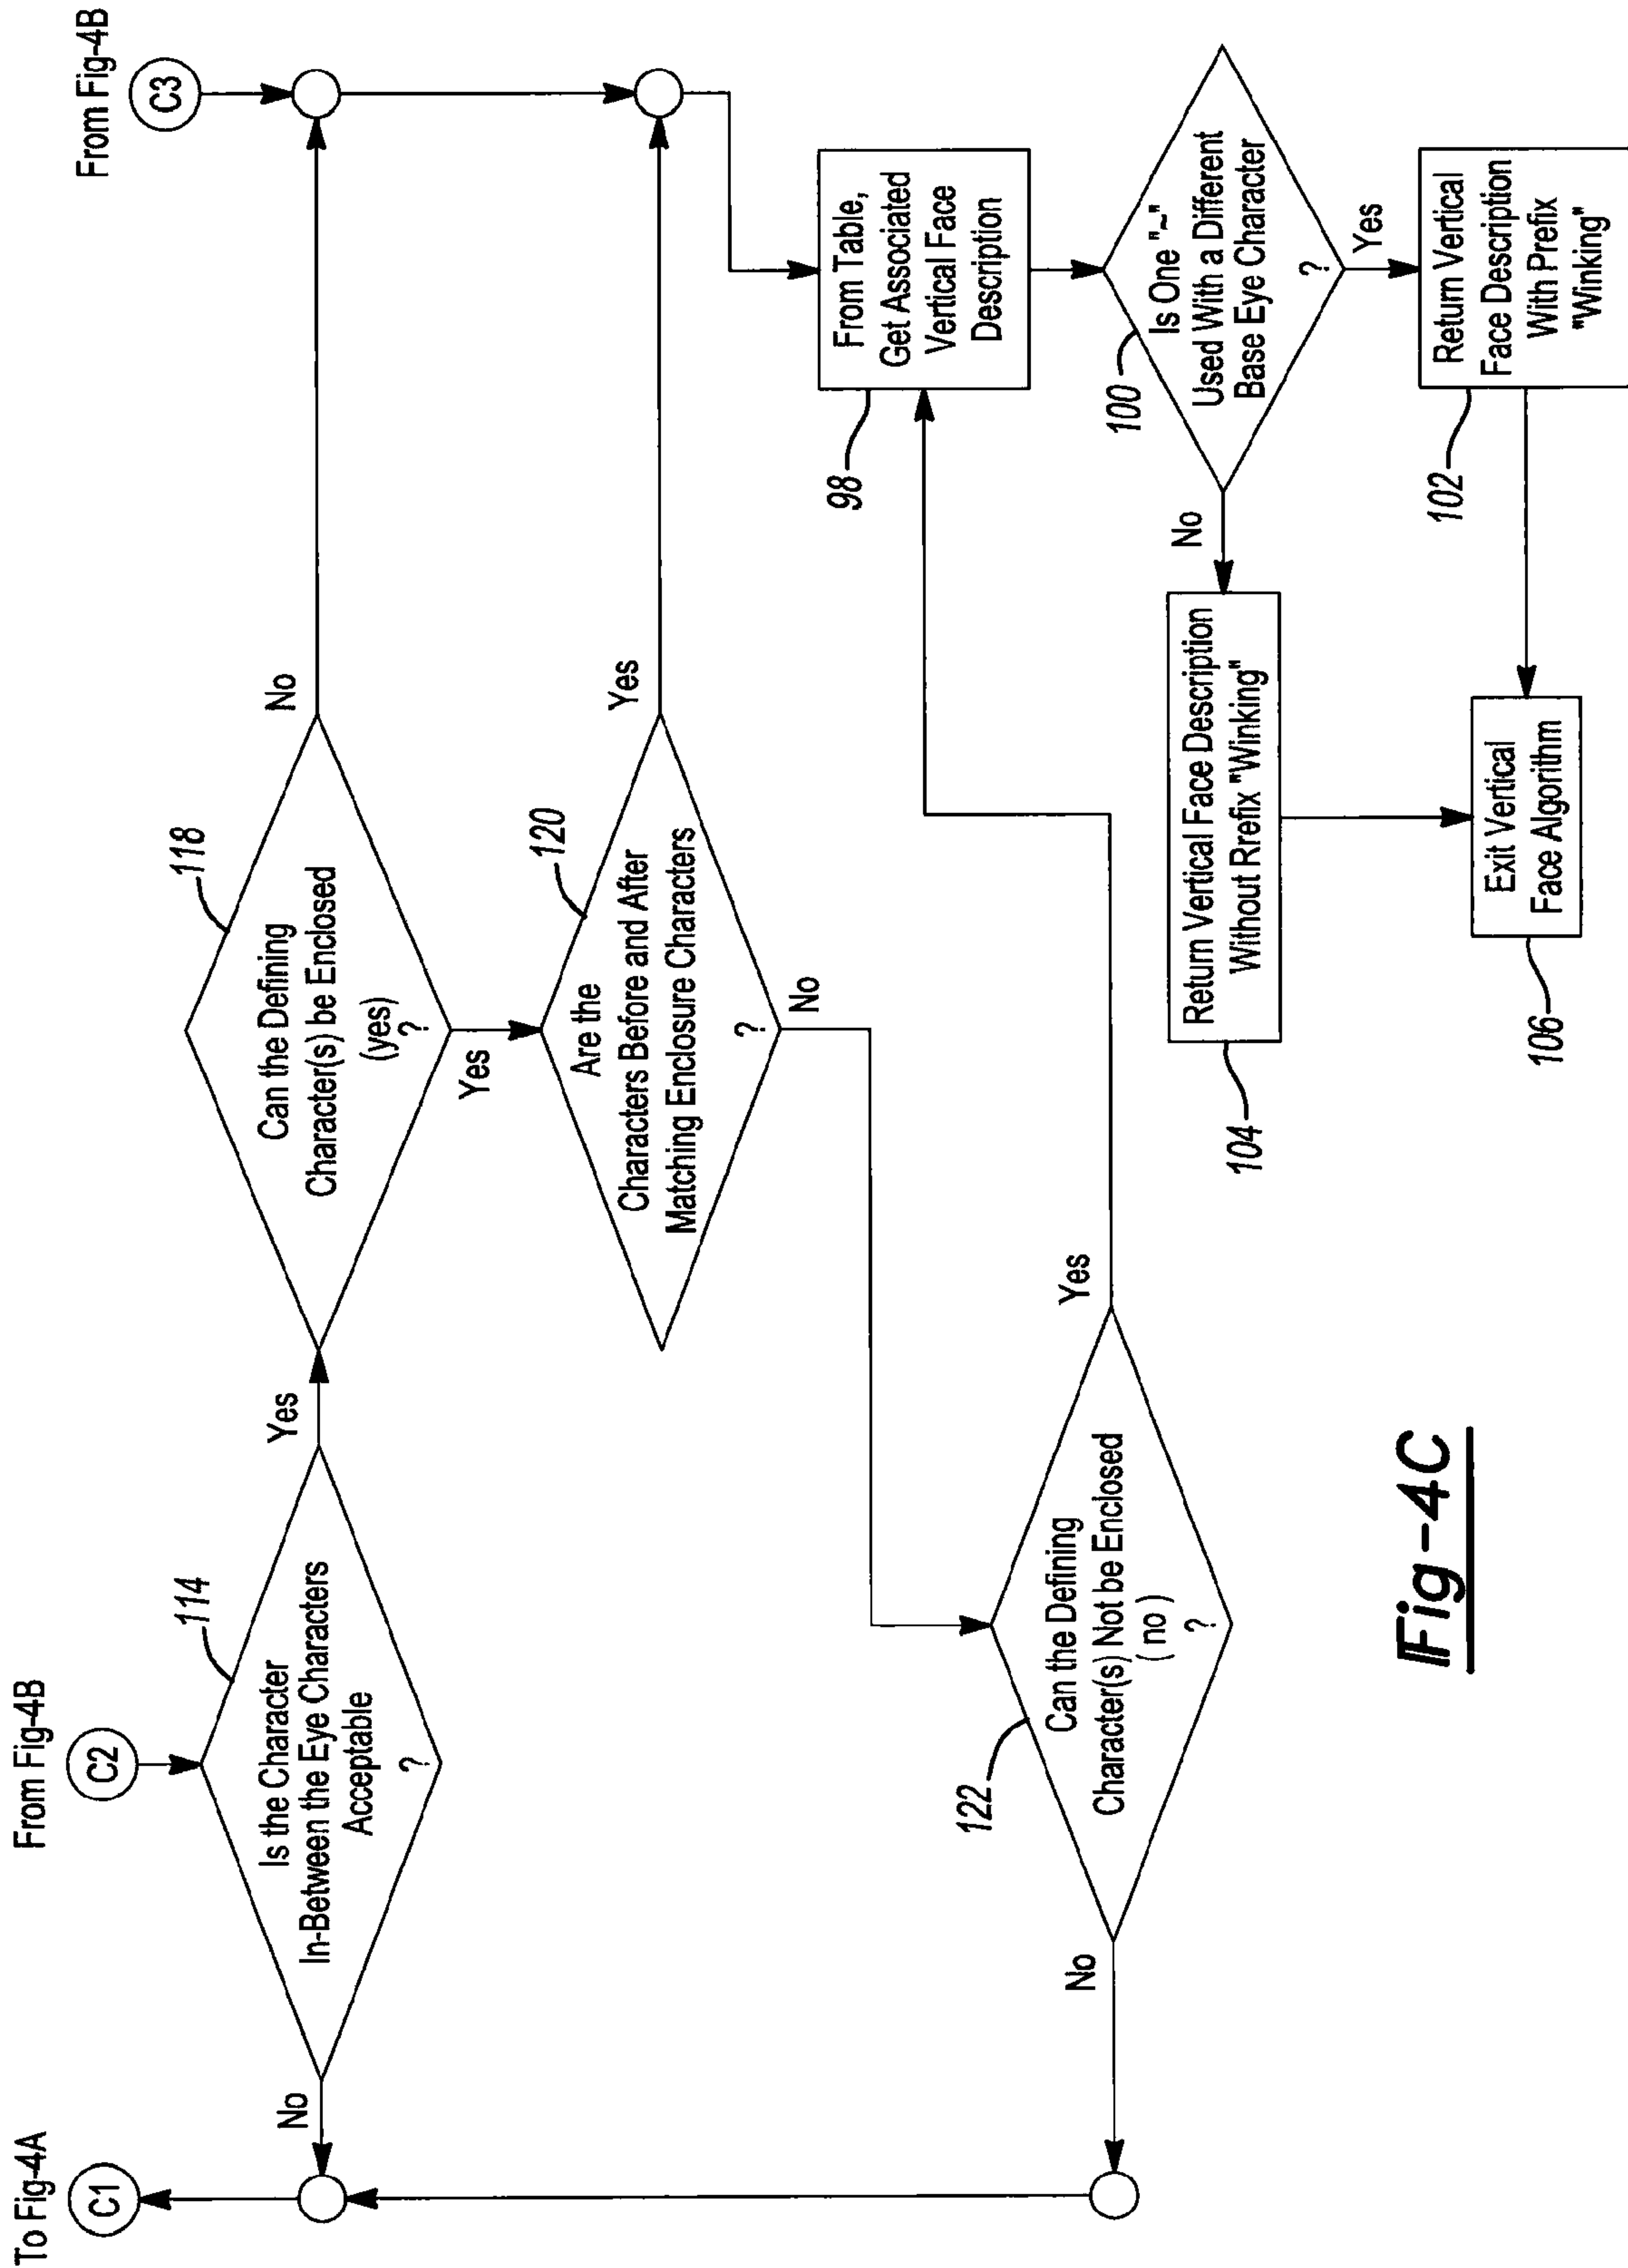 To Fig-4A
C1
From Fig-4B
C2
From Fig-4B
C3
114
Is the Character
In-Between the Eye Characters
Acceptable
?
No
Yes
118
Can the Defining
Character(s) be Enclosed
(yes)
?
No
Yes
120
Are the
Characters Before and After
Matching Enclosure Characters
?
Yes
No
122
Can the Defining
Character(s) Not be Enclosed
( no )
?
No
Yes
98
From Table,
Get Associated
Vertical Face
Description
100
Is One "~"
Used With a Different
Base Eye Character
?
No
Yes
104
Return Vertical Face Description
Without Rrefix "Winking"
102
Return Vertical
Face Description
With Prefix
"Winking"
106
Exit Vertical
Face Algorithm
Fig-4C